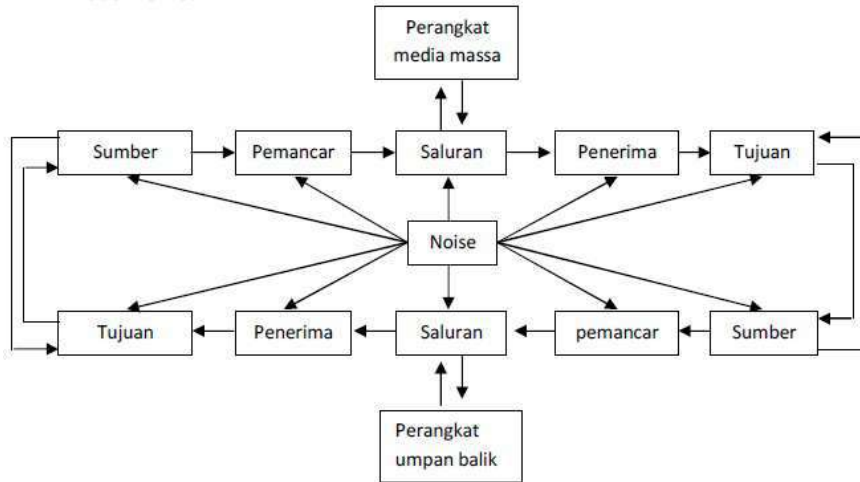 Perangkat
media massa
Sumber
Pemancar
Saluran
Penerima
Tujuan
Noise
Tujuan
Penerima
Saluran
pemancar
Sumber
Perangkat
umpan balik